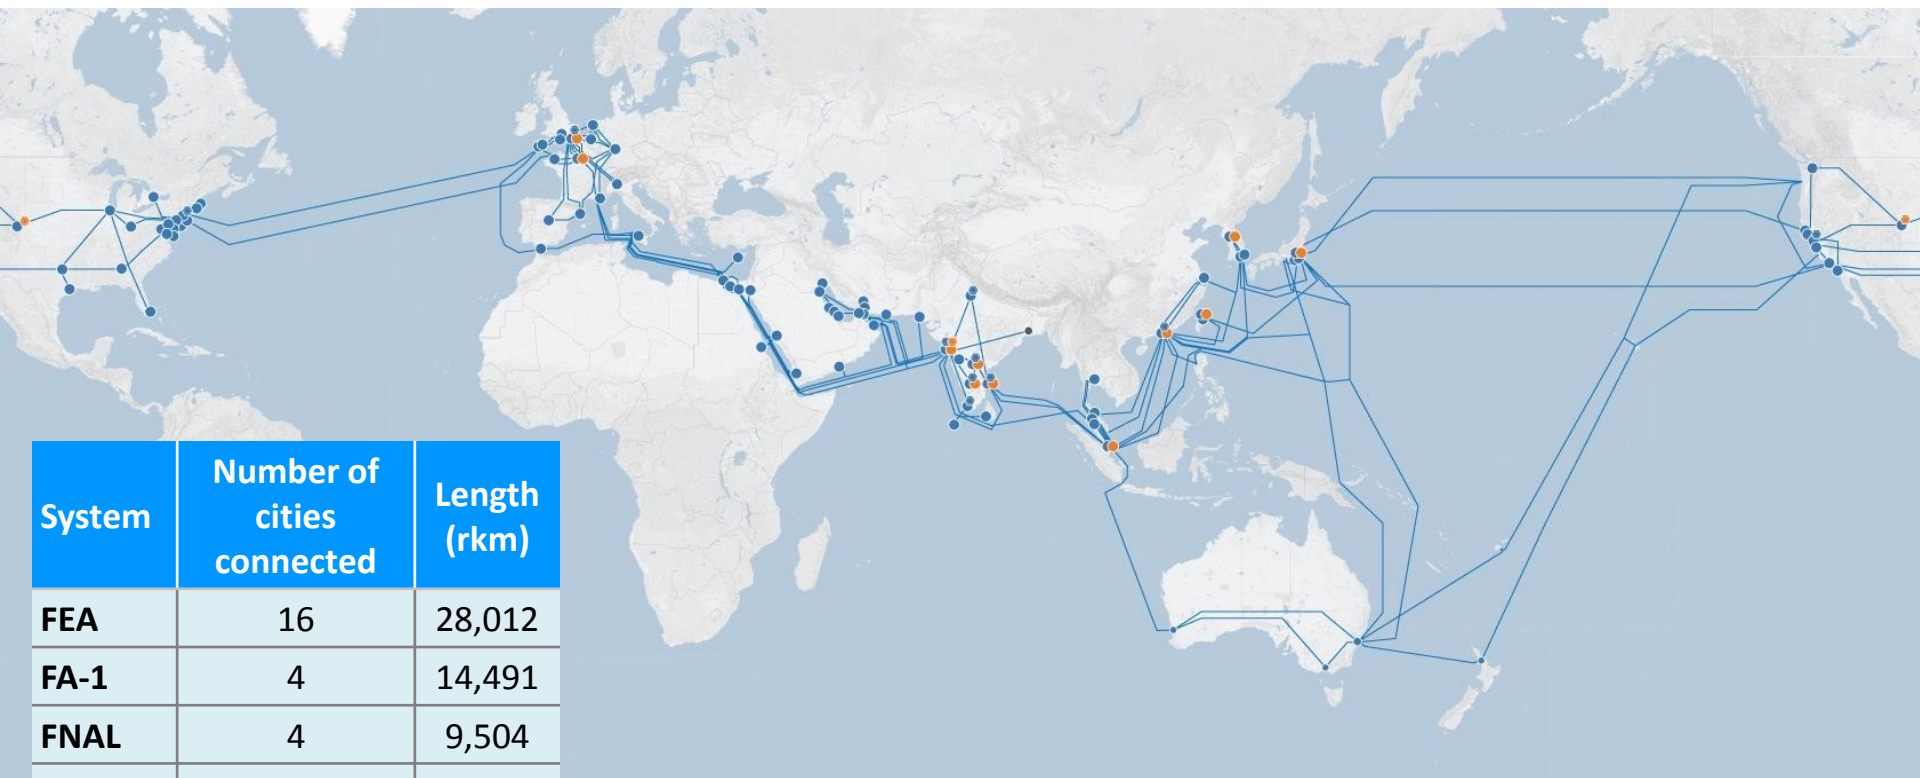 System Number of cities connected Length (rkm)
FEA 16 28,012
FA-1 4 14,491
FNAL 4 9,504